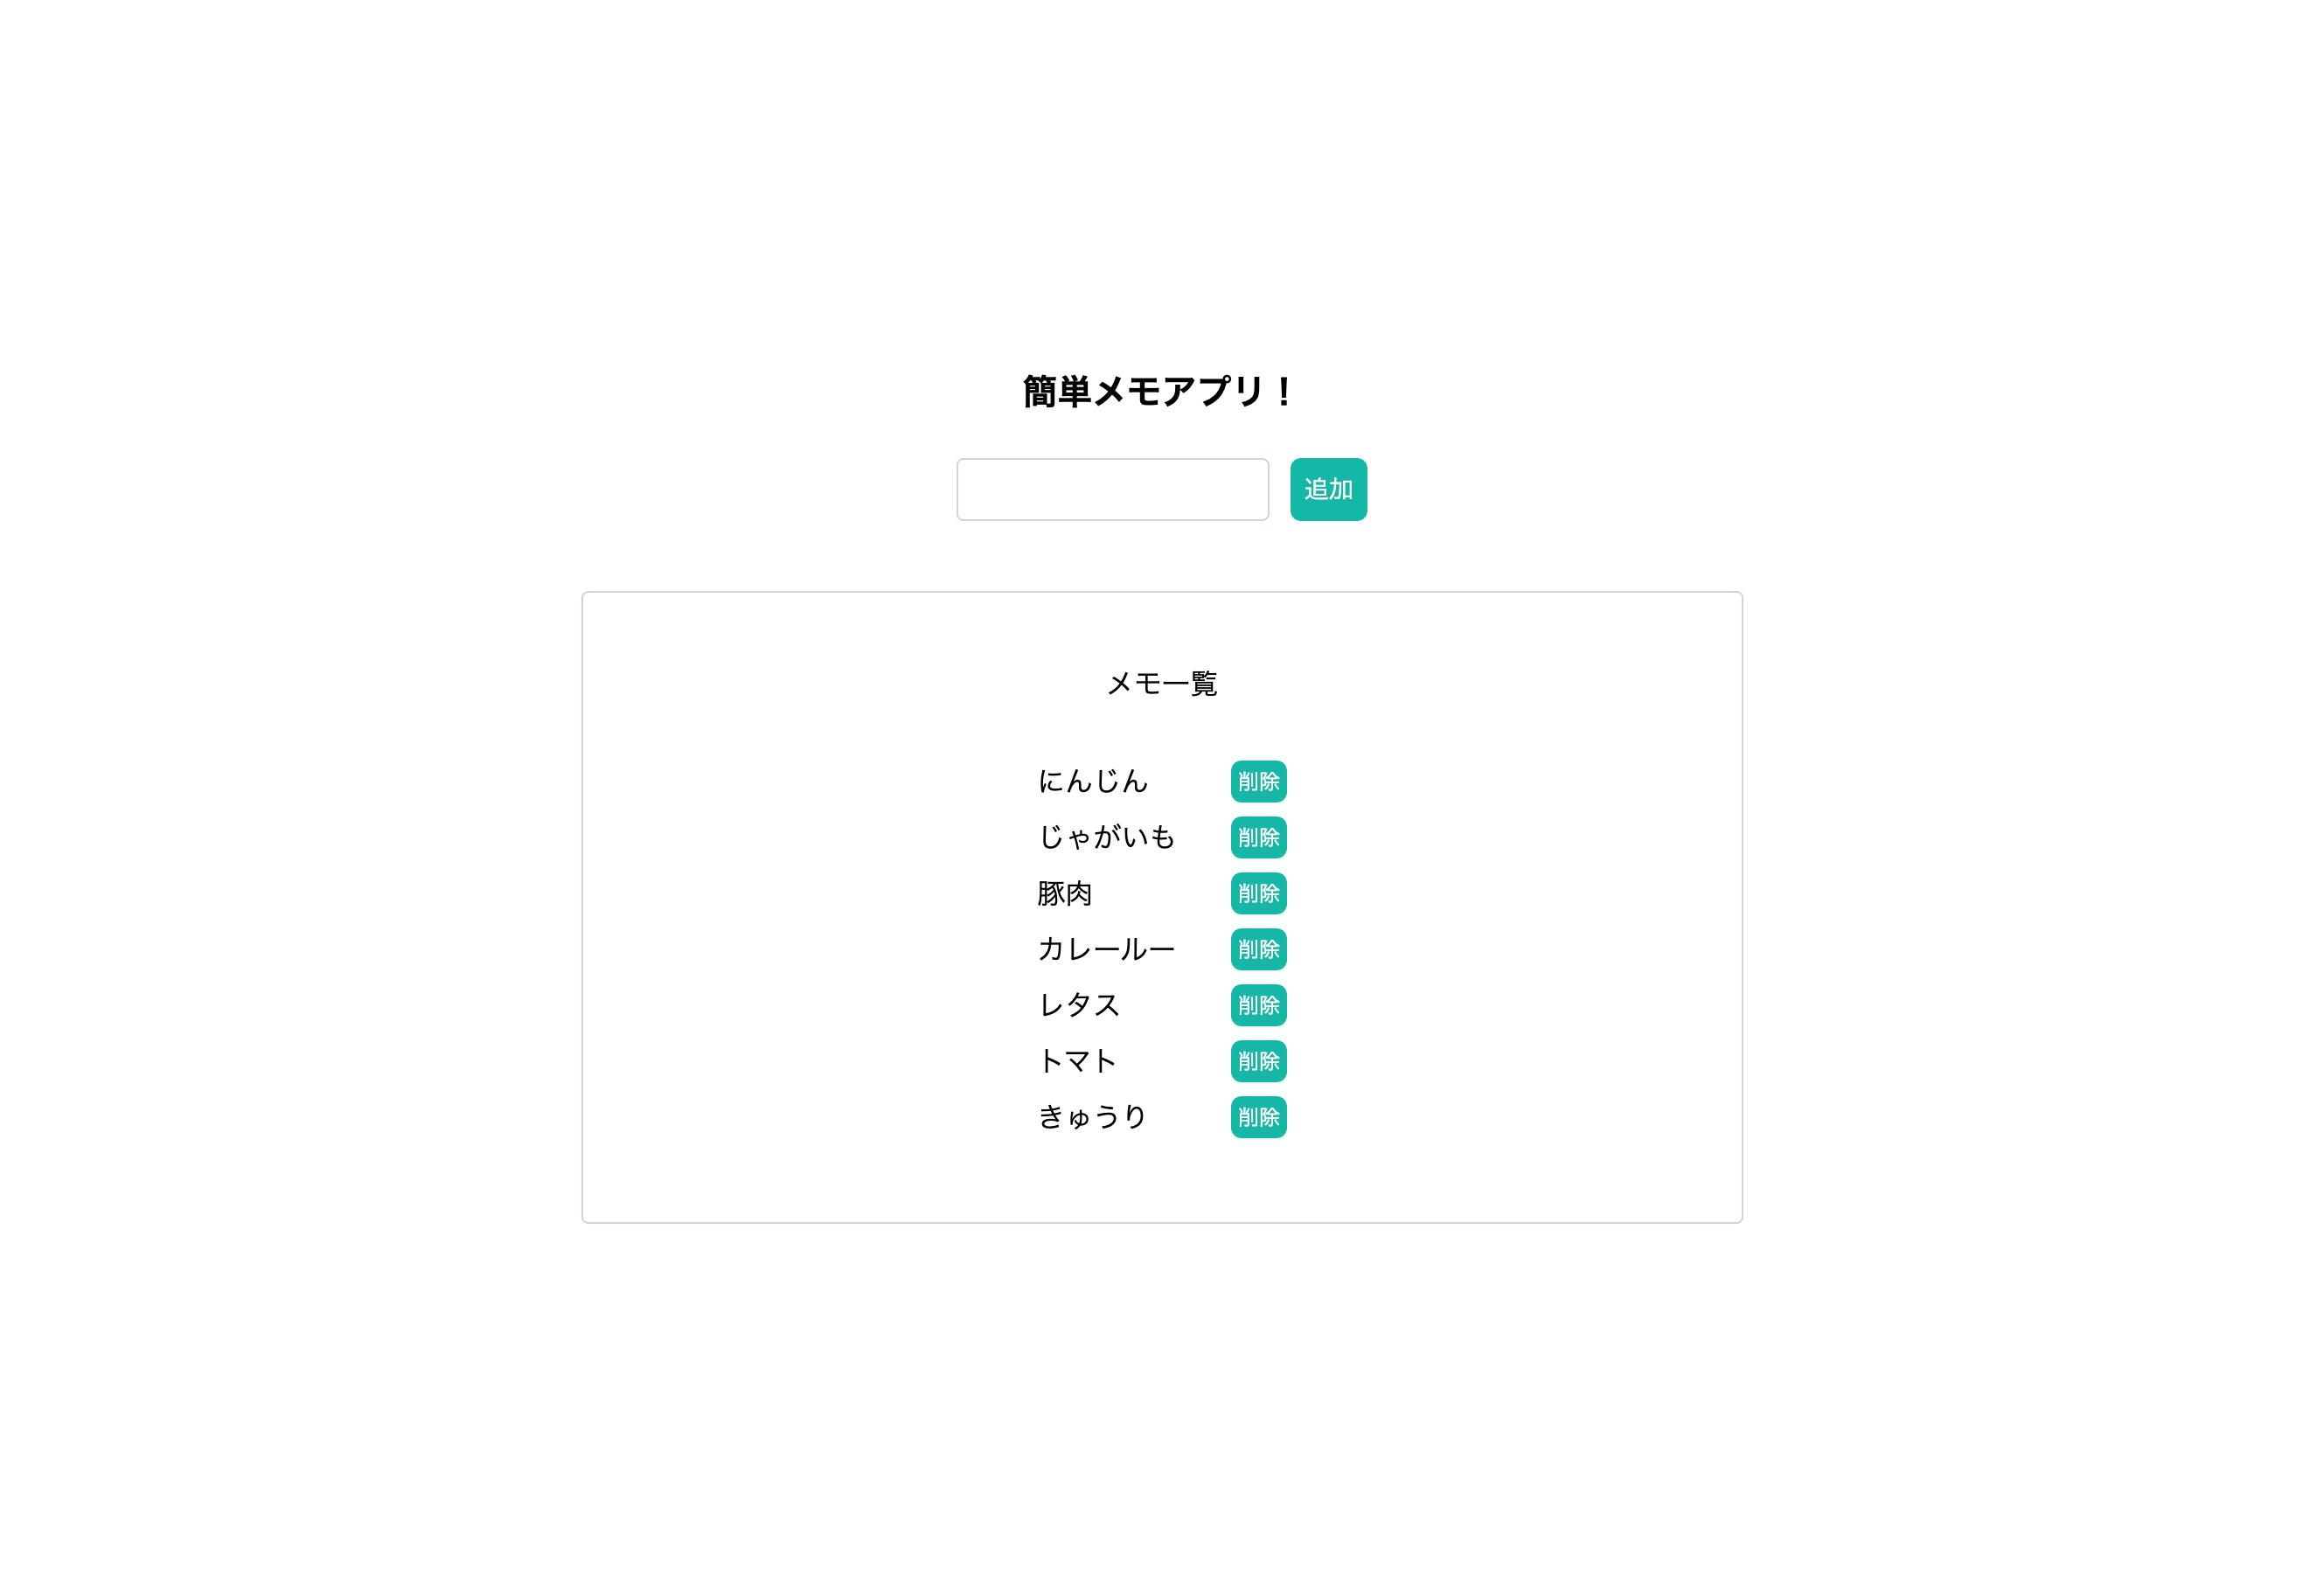 簡単メモアプリ！
追加
メモ一覧
にんじん 削除
じゃがいも 削除
豚肉 削除
カレールー 削除
レタス 削除
トマト 削除
きゅうり 削除